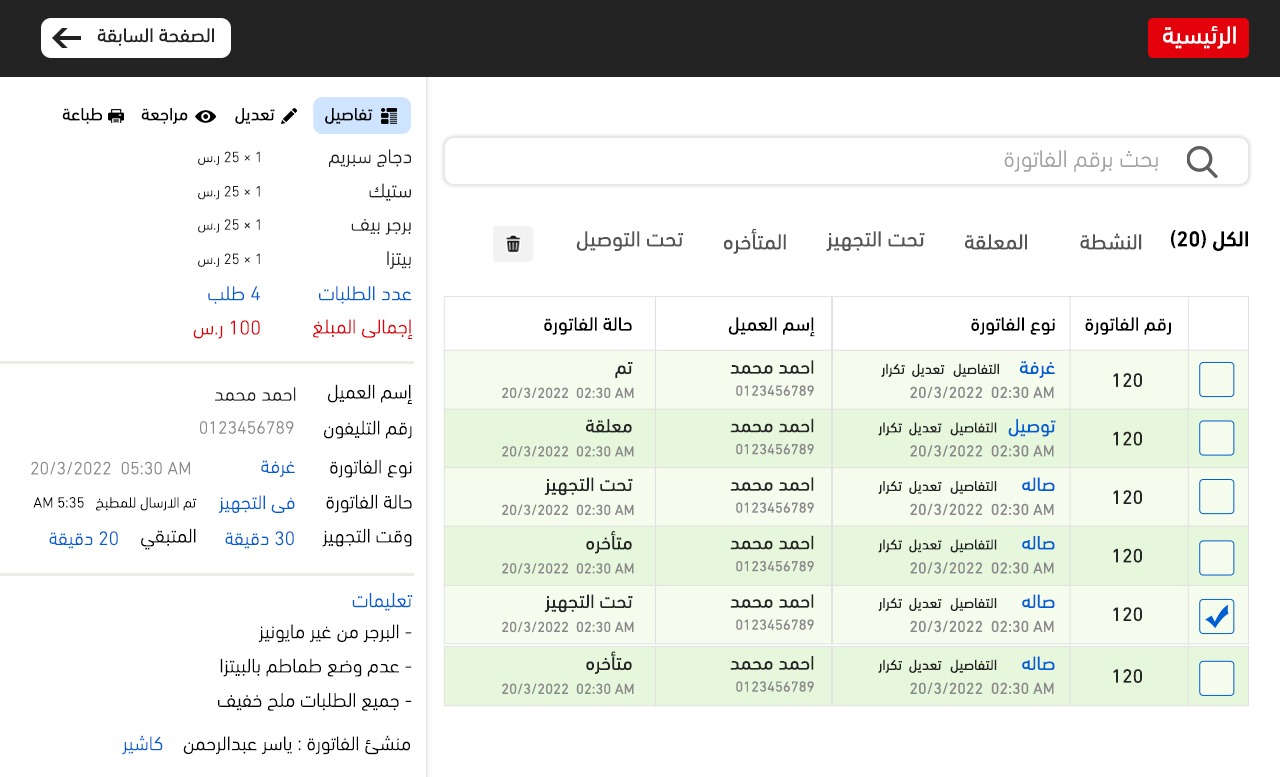 الرئيسية
الصفحة السابقة
بحث برقم الفاتورة
الكل (20) النشطة المعلقة تحت التجهيز المتأخره تحت التوصيل
رقم الفاتورة نوع الفاتورة إسم العميل حالة الفاتورة
120 غرفة التفاصيل تعديل تكرار احمد محمد تم
20/3/2022 02:30 AM 0123456789 20/3/2022 02:30 AM
120 توصيل التفاصيل تعديل تكرار احمد محمد معلقة
20/3/2022 02:30 AM 0123456789 20/3/2022 02:30 AM
120 صاله التفاصيل تعديل تكرار احمد محمد تحت التجهيز
20/3/2022 02:30 AM 0123456789 20/3/2022 02:30 AM
120 صاله التفاصيل تعديل تكرار احمد محمد متأخره
20/3/2022 02:30 AM 0123456789 20/3/2022 02:30 AM
120 صاله التفاصيل تعديل تكرار احمد محمد تحت التجهيز
20/3/2022 02:30 AM 0123456789 20/3/2022 02:30 AM
120 صاله التفاصيل تعديل تكرار احمد محمد متأخره
20/3/2022 02:30 AM 0123456789 20/3/2022 02:30 AM
تفاصيل تعديل مراجعة طباعة
دجاج سبريم 1 × 25 ر.س
ستيك 1 × 25 ر.س
برجر بيف 1 × 25 ر.س
بيتزا 1 × 25 ر.س
عدد الطلبات 4 طلب
إجمالى المبلغ 100 ر.س
إسم العميل احمد محمد
رقم التليفون 0123456789
نوع الفاتورة غرفة 20/3/2022 05:30 AM
حالة الفاتورة فى التجهيز تم الارسال للمطبخ 5:35 AM
وقت التجهيز 30 دقيقة المتبقي 20 دقيقة
تعليمات
- البرجر من غير مايونيز
- عدم وضع طماطم بالبيتزا
- جميع الطلبات ملح خفيف
منشئ الفاتورة : ياسر عبدالرحمن كاشير